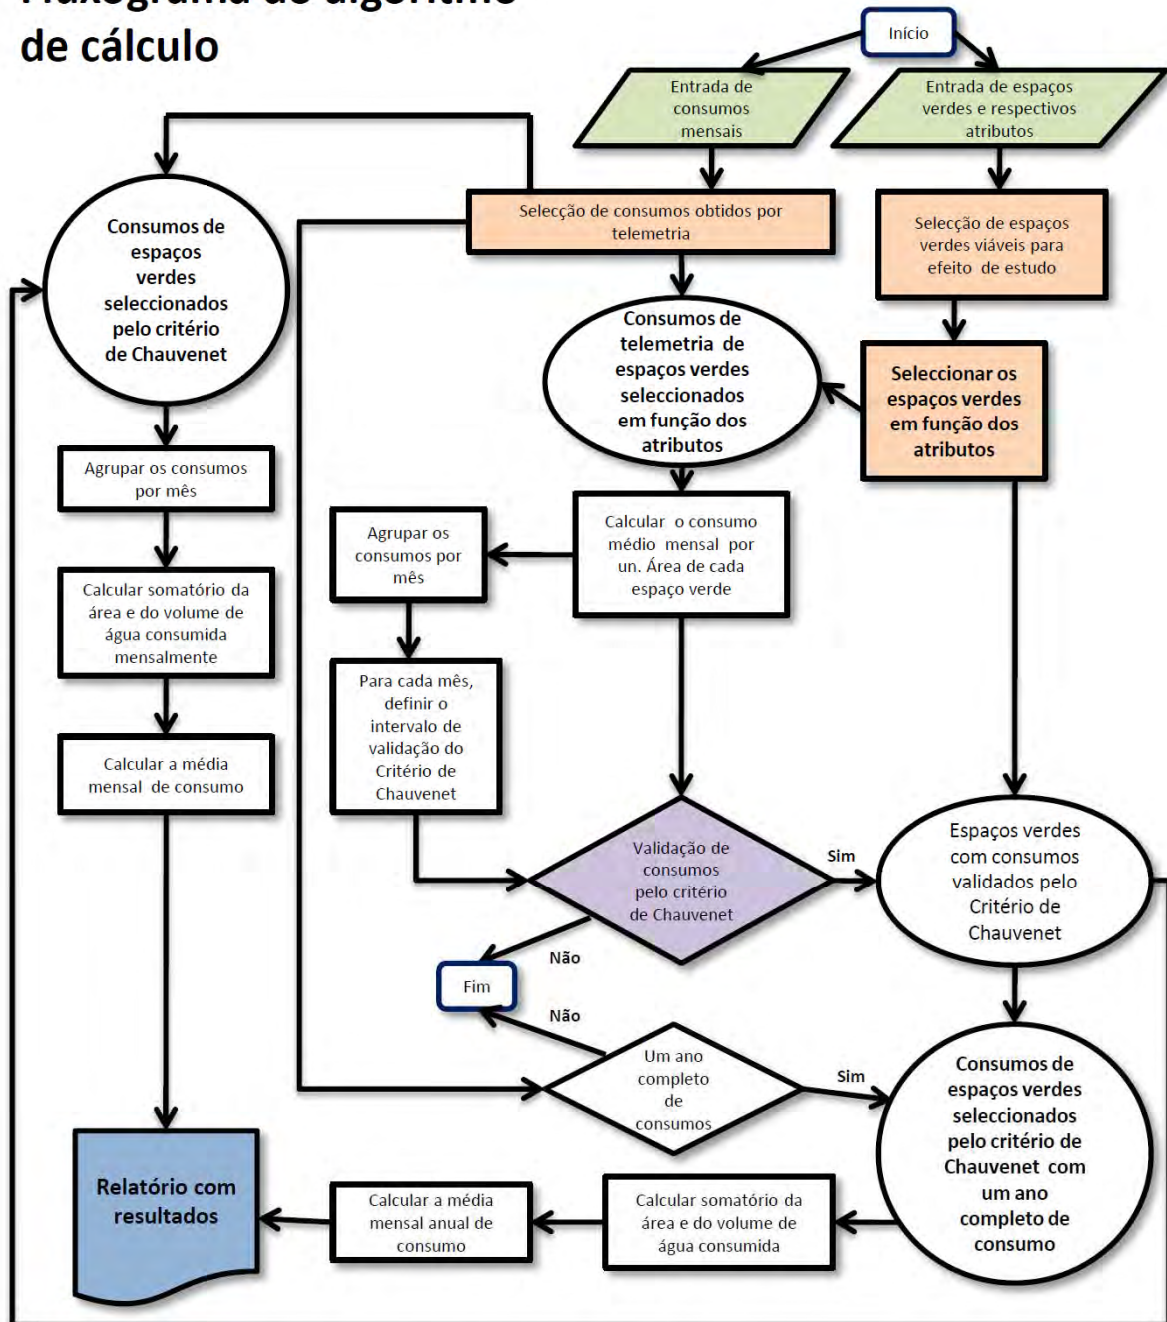 Fluxograma do algoritmo
de cálculo
Início
Entrada de
consumos
mensais
Entrada de espaços
verdes e respectivos
atributos
Selecção de consumos obtidos por
telemetria
Selecção de espaços
verdes viáveis para
efeito de estudo
Consumos de
espaços
verdes
seleccionados
pelo critério
de Chauvenet
Consumos de
telemetria de
espaços verdes
seleccionados
em função dos
atributos
Seleccionar os
espaços verdes
em função dos
atributos
Agrupar os consumos
por mês
Agrupar os
consumos por
mês
Calcular o consumo
médio mensal por
un. Área de cada
espaço verde
Calcular somatório da
área e do volume de
água consumida
mensalmente
Para cada mês,
definir o
intervalo de
validação do
Critério de
Chauvenet
Calcular a média
mensal de consumo
Validação de
consumos
pelo critério
de Chauvenet
Sim
Espaços verdes
com consumos
validados pelo
Critério de
Chauvenet
Não
Fim
Não
Um ano
completo
de
consumos
Sim
Consumos de
espaços verdes
seleccionados
pelo critério de
Chauvenet com
um ano
completo de
consumo
Relatório com
resultados
Calcular a média
mensal anual de
consumo
Calcular somatório da
área e do volume de
água consumida